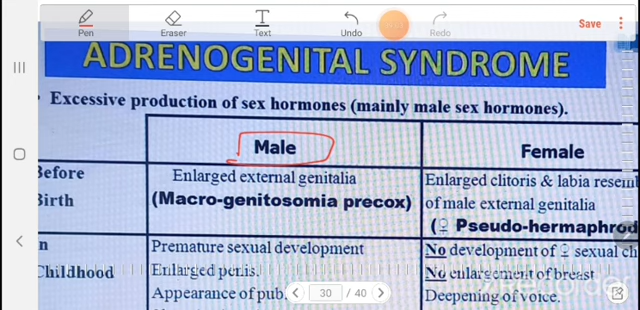 Pen
Eraser
Text
Undo
Redo
Save
ADRENOGENITAL SYNDROME
• Excessive production of sex hormones (mainly male sex hormones).
Male
Female
Before
Birth
Enlarged external genitalia
(Macro-genitosomia precox)
Enlarged clitoris & labia resem
of male external genitalia
(♀ Pseudo-hermaphrod
In
Childhood
Premature sexual development
Enlarged penis.
Appearance of pub
No development of ♀ sexual ch
No enlargement of breast
Deepening of voice.
30 / 40